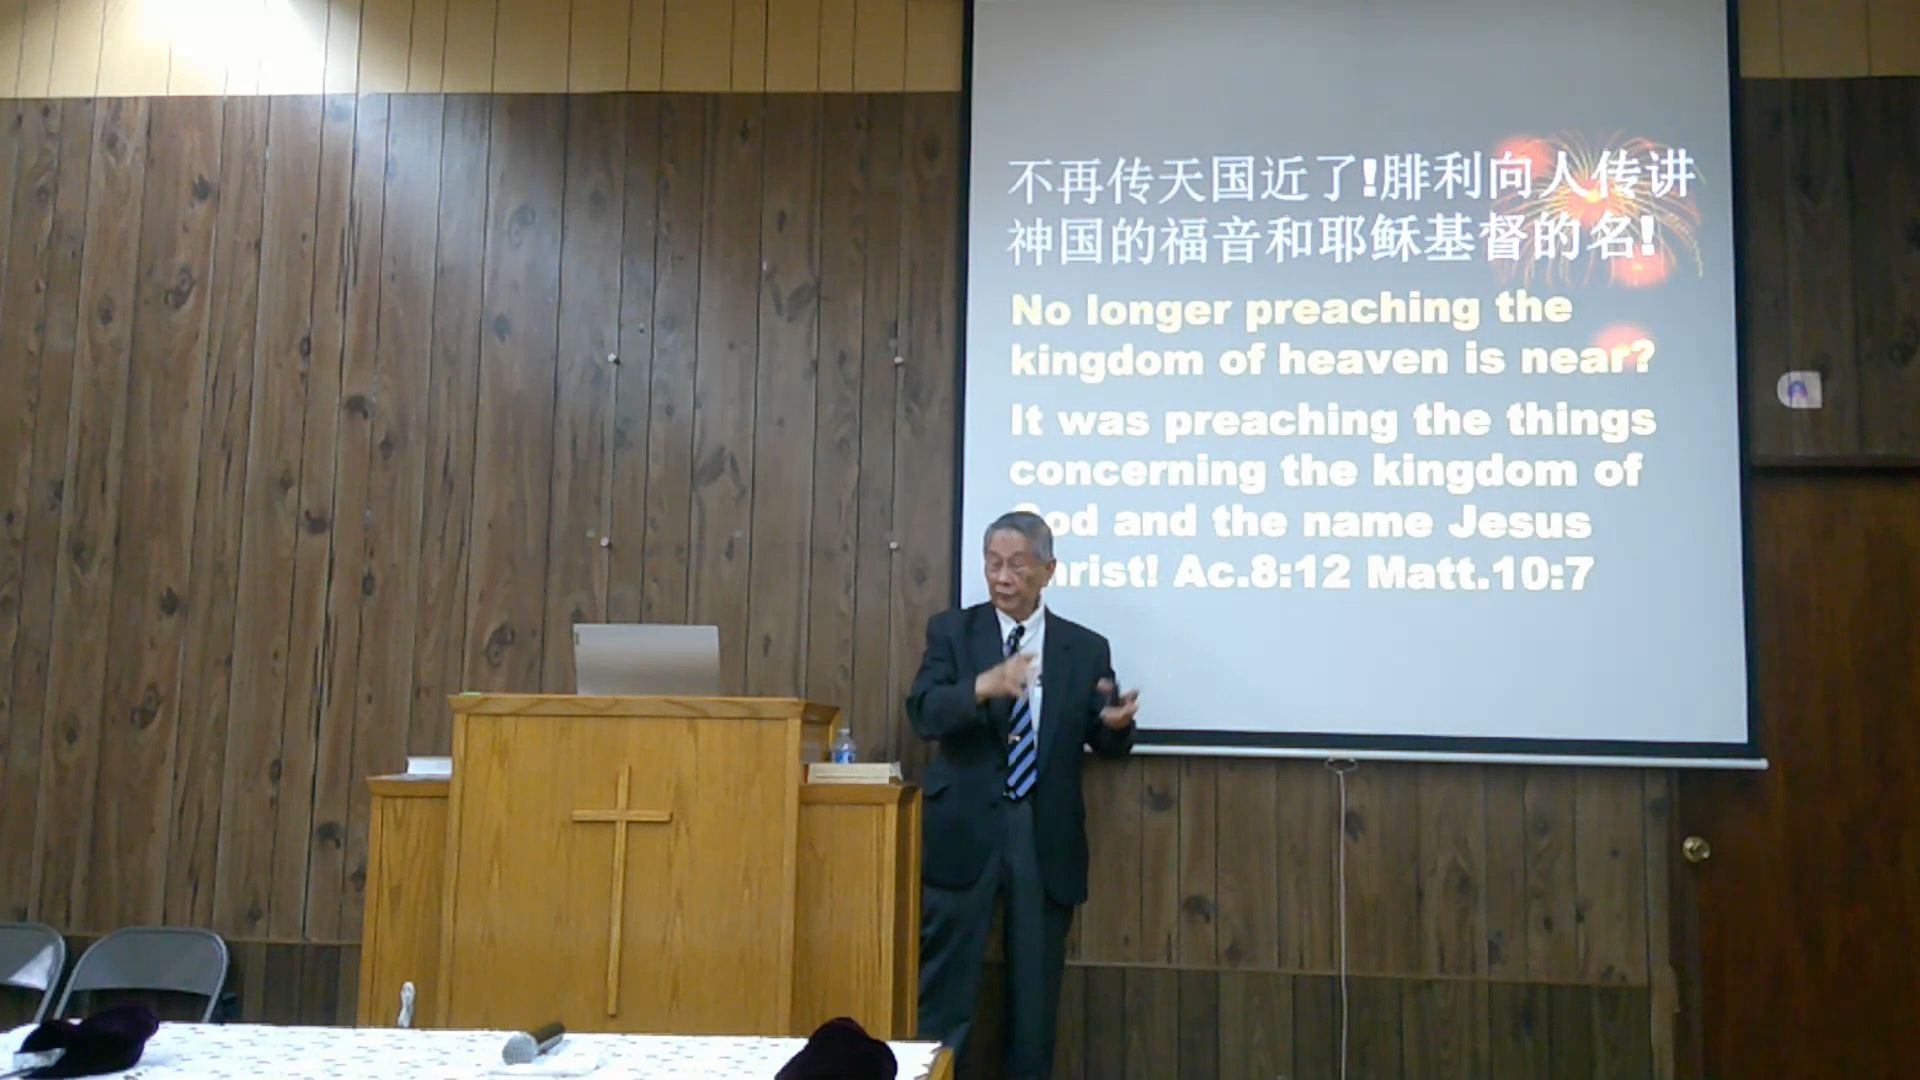 不再传天国近了!腓利向人传讲
神国的福音和耶稣基督的名!
No longer preaching the
kingdom of heaven is near?
It was preaching the things
concerning the kingdom of
God and the name Jesus
Christ! Ac.8:12 Matt.10:7